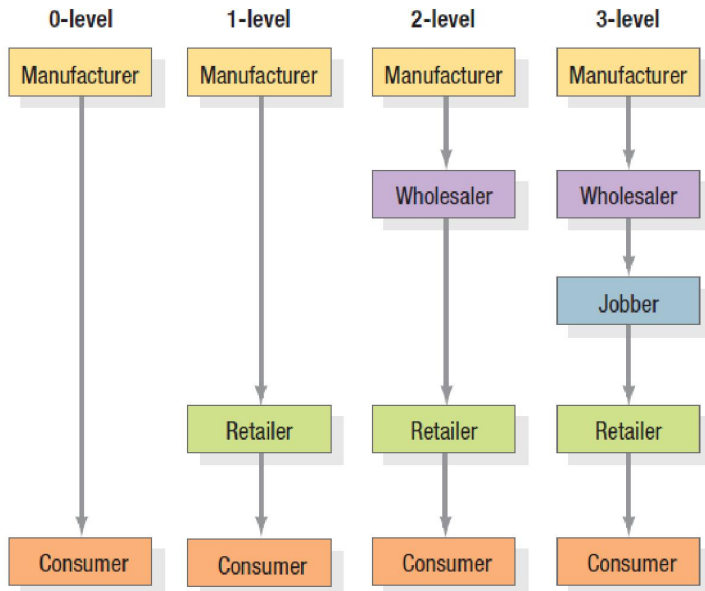 0-level 1-level 2-level 3-level
Manufacturer Manufacturer Manufacturer Manufacturer
Wholesaler Wholesaler
Jobber
Retailer Retailer Retailer
Consumer Consumer Consumer Consumer